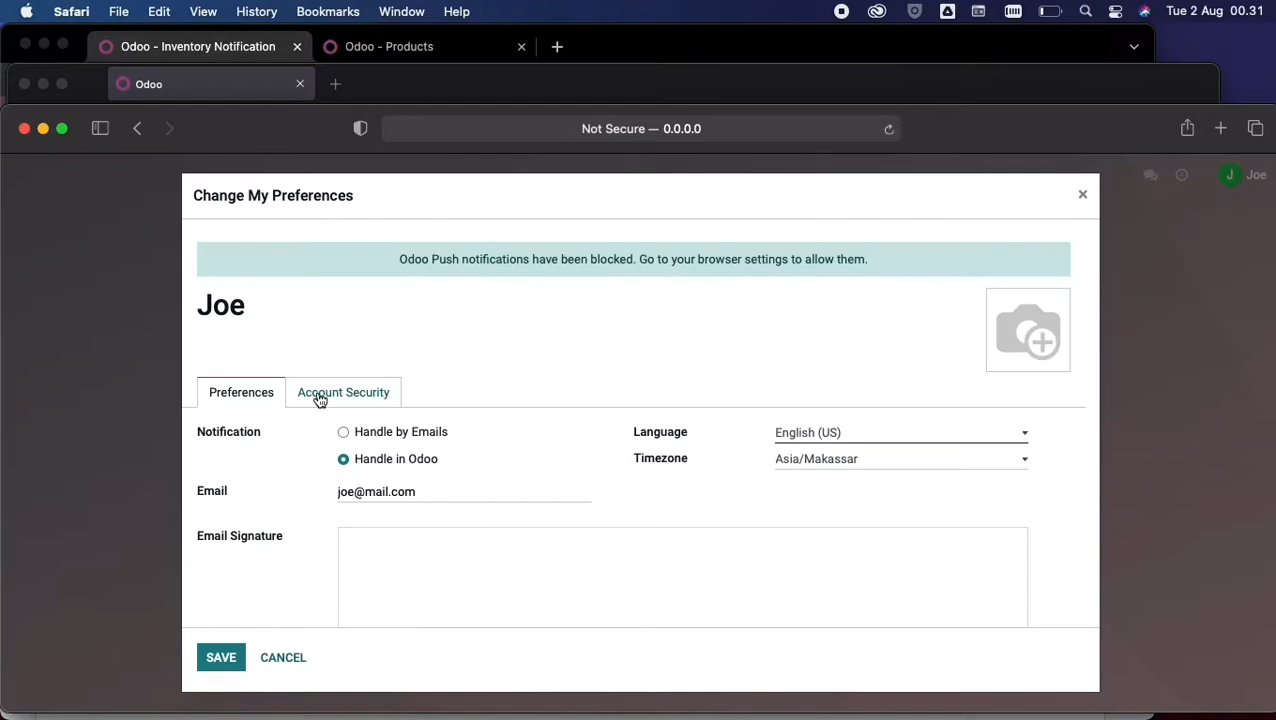 Safari File Edit View History Bookmarks Window Help Tue 2 Aug 00.31
Odoo - Inventory Notification Odoo - Products
Odoo
Not Secure — 0.0.0.0
J Joe
Change My Preferences
Odoo Push notifications have been blocked. Go to your browser settings to allow them.
Joe
Preferences Account Security
Notification Handle by Emails Language English (US)
Handle in Odoo Timezone Asia/Makassar
Email joe@mail.com
Email Signature
SAVE CANCEL